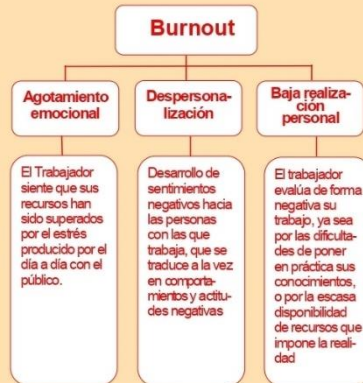 Burnout
Agotamiento
emocional
Despersona-
lización
Baja realiza-
ción
personal
El Trabajador
siente que sus
recursos han
sido superados
por el estrés
producido por el
día a día con el
público.
Desarrollo de
sentimientos
negativos hacia
las personas
con las que
trabaja, que se
traduce a la vez
en comporta-
mientos y actitu-
des negativas
El trabajador
evalúa de forma
negativa su
trabajo, ya sea
por las dificulta-
des de poner
en práctica sus
conocimientos,
o por la escasa
disponibilidad
de recursos que
impone la reali-
dad